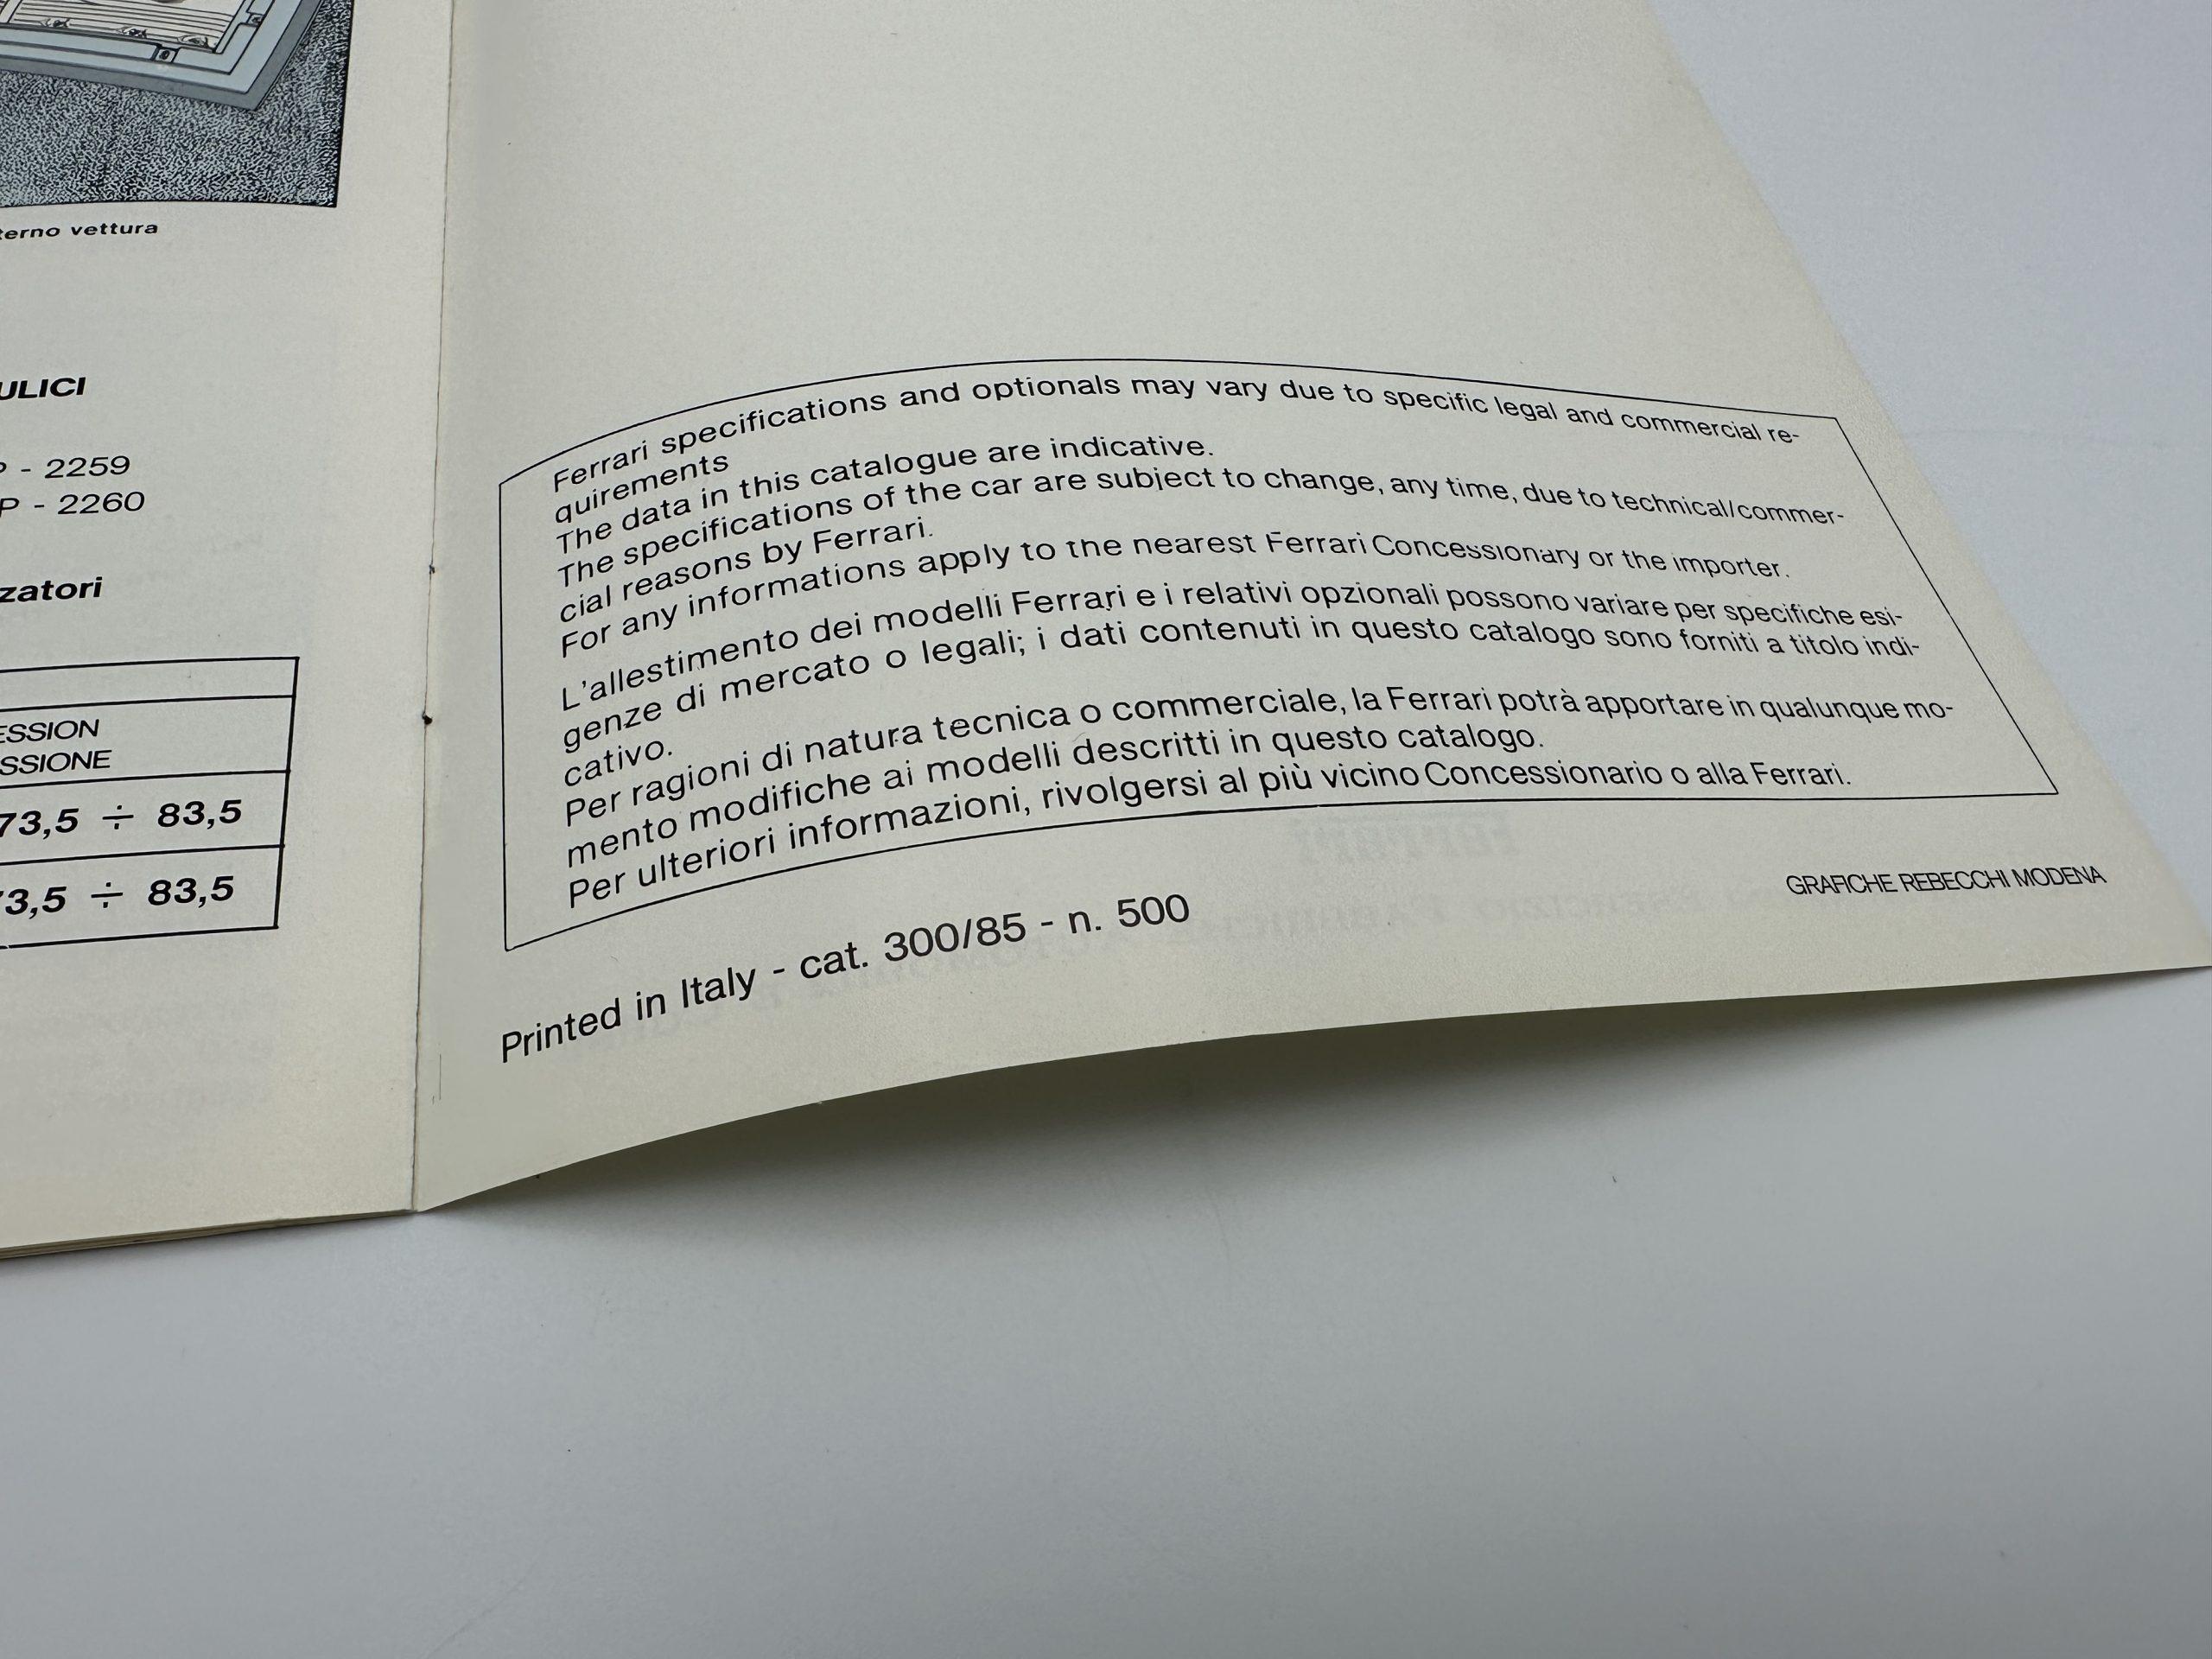 terno vettura
ULICI
P - 2259
P - 2260
zzatori
ESSION
SSIONE
73,5 ÷ 83,5
73,5 ÷ 83,5
Ferrari specifications and optionals may vary due to specific legal and commercial re-
quirements
The data in this catalogue are indicative.
The specifications of the car are subject to change, any time, due to technical/commer-
cial reasons by Ferrari.
For any informations apply to the nearest Ferrari Concessionary or the importer.
L'allestimento dei modelli Ferrari e i relativi opzionali possono variare per specifiche esi-
genze di mercato o legali; i dati contenuti in questo catalogo sono forniti a titolo indi-
cativo.
Per ragioni di natura tecnica o commerciale, la Ferrari potrà apportare in qualunque mo-
mento modifiche ai modelli descritti in questo catalogo.
Per ulteriori informazioni, rivolgersi al più vicino Concessionario o alla Ferrari.
Printed in Italy - cat. 300/85 - n. 500
GRAFICHE REBECCHI MODENA